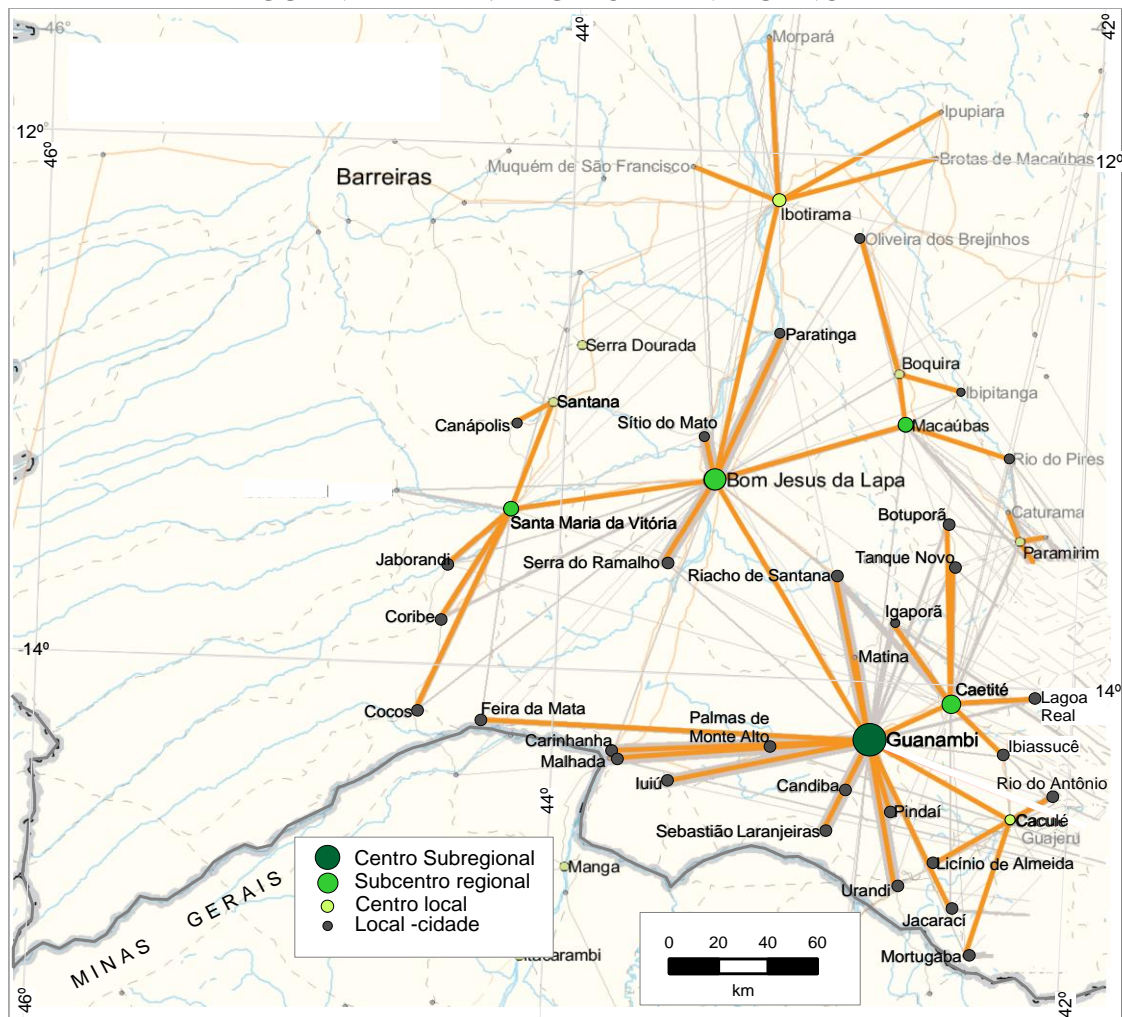 46°
44°
42°
Morpará
Ipupiara
12°
46°
12°
Muquém de São Francisco
Brotas de Macaúbas
Barreiras
Ibotirama
Oliveira dos Brejinhos
Paratinga
Serra Dourada
Boquira
Ibipitanga
Santana
Canápolis
Sítio do Mato
Macaúbas
Rio do Pires
Bom Jesus da Lapa
Botuporã
Caturama
Santa Maria da Vitória
Paramirim
Jaborandi
Serra do Ramalho
Tanque Novo
Riacho de Santana
Coribe
Igaporã
14°
Matina
Caetité
14°
Lagoa
Real
Cocos
Feira da Mata
Palmas de
Monte Alto
Guanambi
Carinhanha
Malhada
Ibiassucê
Iuiú
Candiba
Rio do Antônio
44°
Pindaí
Caculé
Guajeru
Sebastião Laranjeiras
Centro Subregional
Subcentro regional
Centro local
Local -cidade
Manga
Licínio de Almeida
Urandi
Jacaraci
MINAS GERAIS
0 20 40 60
km
Mortugaba
Itacarambi
46°
42°